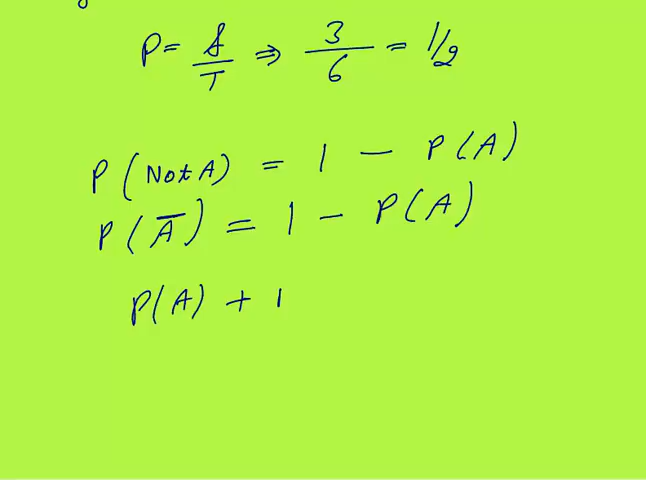 P = f/T ⇒ 3/6 = 1/2
P (Not A) = 1 − P(A)
P (A̅) = 1 − P(A)
P(A) + 1